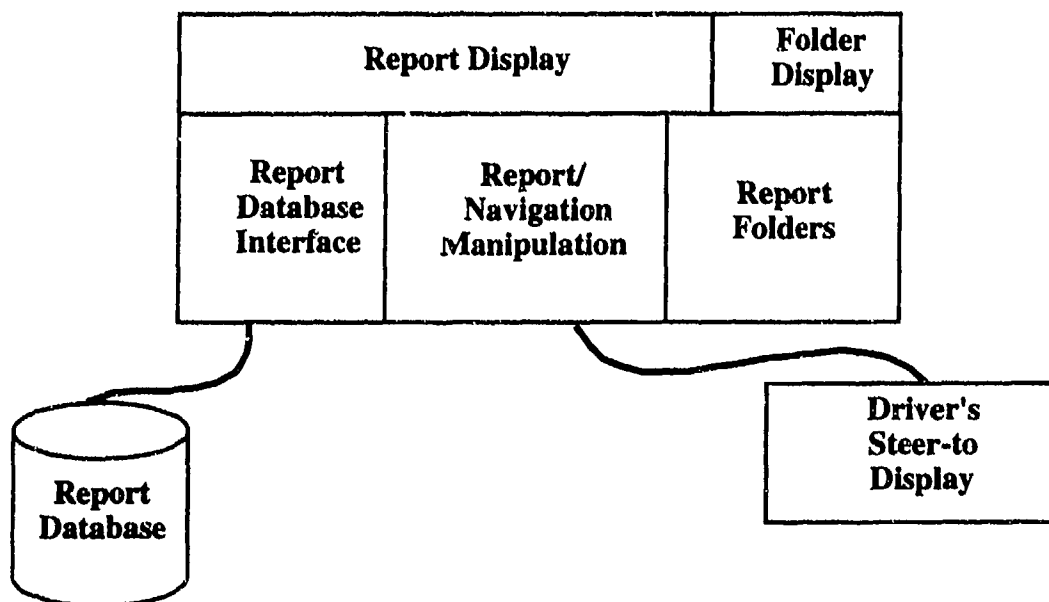 Report Display
Folder
Display
Report
Database
Interface
Report/
Navigation
Manipulation
Report
Folders
Report
Database
Driver's
Steer-to
Display